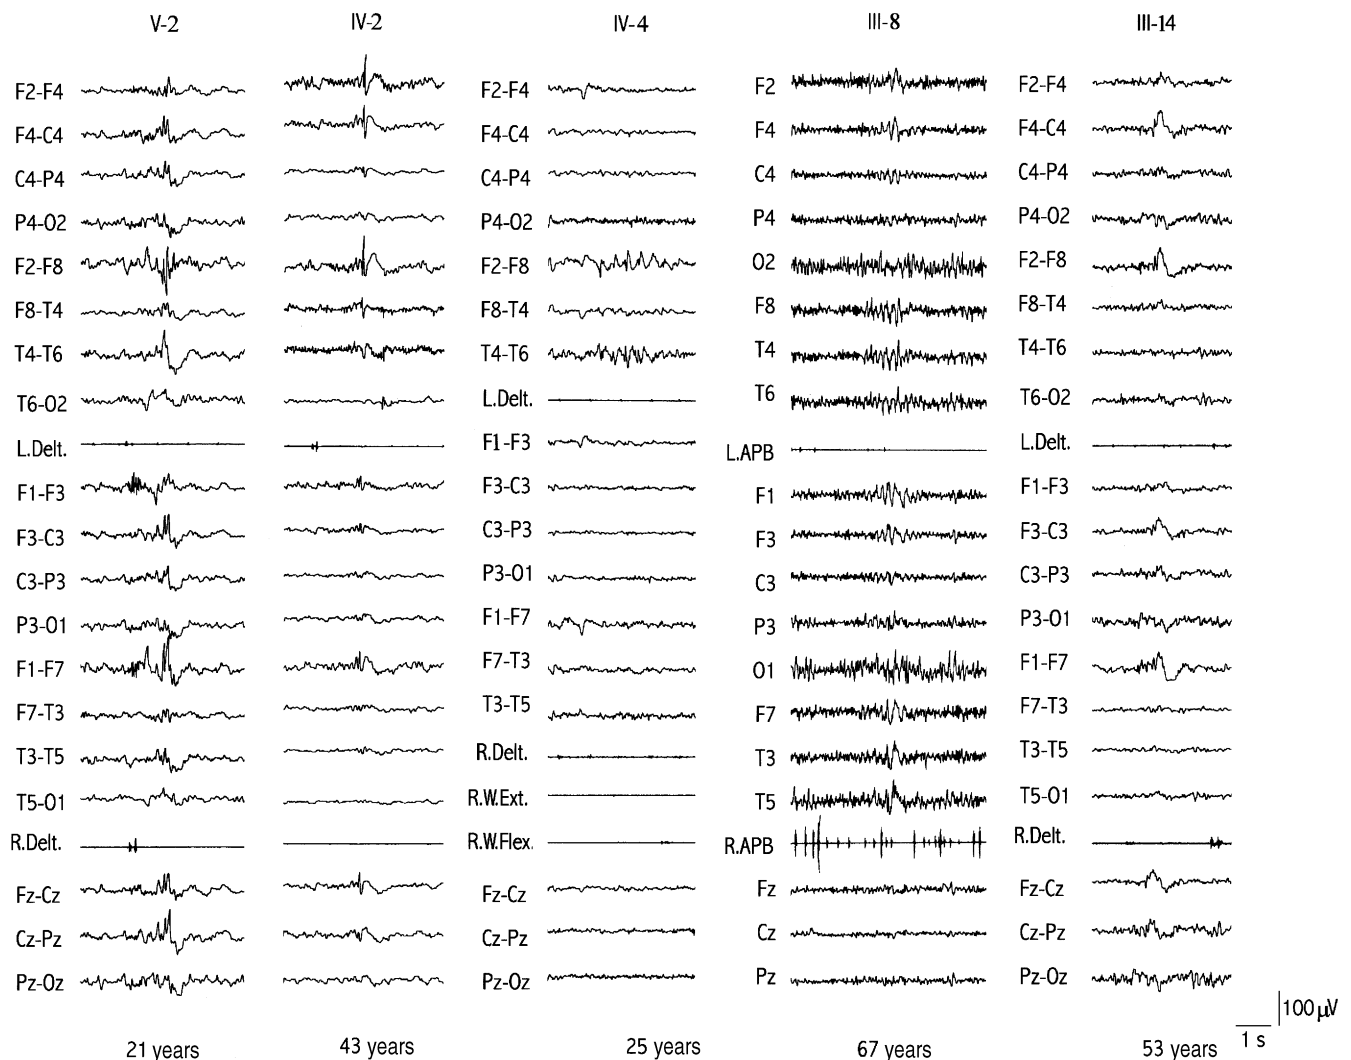 V-2
F2-F4
F4-C4
C4-P4
P4-O2
F2-F8
F8-T4
T4-T6
T6-O2
L.Delt.
F1-F3
F3-C3
C3-P3
P3-O1
F1-F7
F7-T3
T3-T5
T5-O1
R.Delt.
Fz-Cz
Cz-Pz
Pz-Oz
21 years
IV-2
43 years
IV-4
F2-F4
F4-C4
C4-P4
P4-O2
F2-F8
F8-T4
T4-T6
L.Delt.
F1-F3
F3-C3
C3-P3
P3-O1
F1-F7
F7-T3
T3-T5
R.Delt.
R.W.Ext.
R.W.Flex.
Fz-Cz
Cz-Pz
Pz-Oz
25 years
III-8
F2
F4
C4
P4
O2
F8
T4
T6
L.APB
F1
F3
C3
P3
O1
F7
T3
T5
R.APB
Fz
Cz
Pz
67 years
III-14
F2-F4
F4-C4
C4-P4
P4-O2
F2-F8
F8-T4
T4-T6
T6-O2
L.Delt.
F1-F3
F3-C3
C3-P3
P3-O1
F1-F7
F7-T3
T3-T5
T5-O1
R.Delt.
Fz-Cz
Cz-Pz
Pz-Oz
53 years
100 µV
1 s